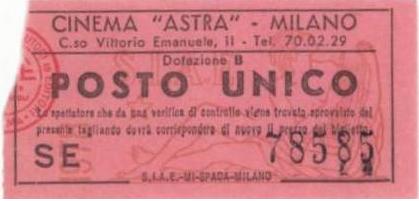 CINEMA "ASTRA" - MILANO
C.so Vittorio Emanuele, 11 - Tel. 70.02.29
Dotazione B
POSTO UNICO
Lo spettatore che da una verifica di controllo viene trovato sprovvisto del
presente tagliando dovrà corrispondere di nuovo il prezzo del biglietto
SE 78585
S.I.A.E.-MI-SPADA-MILANO